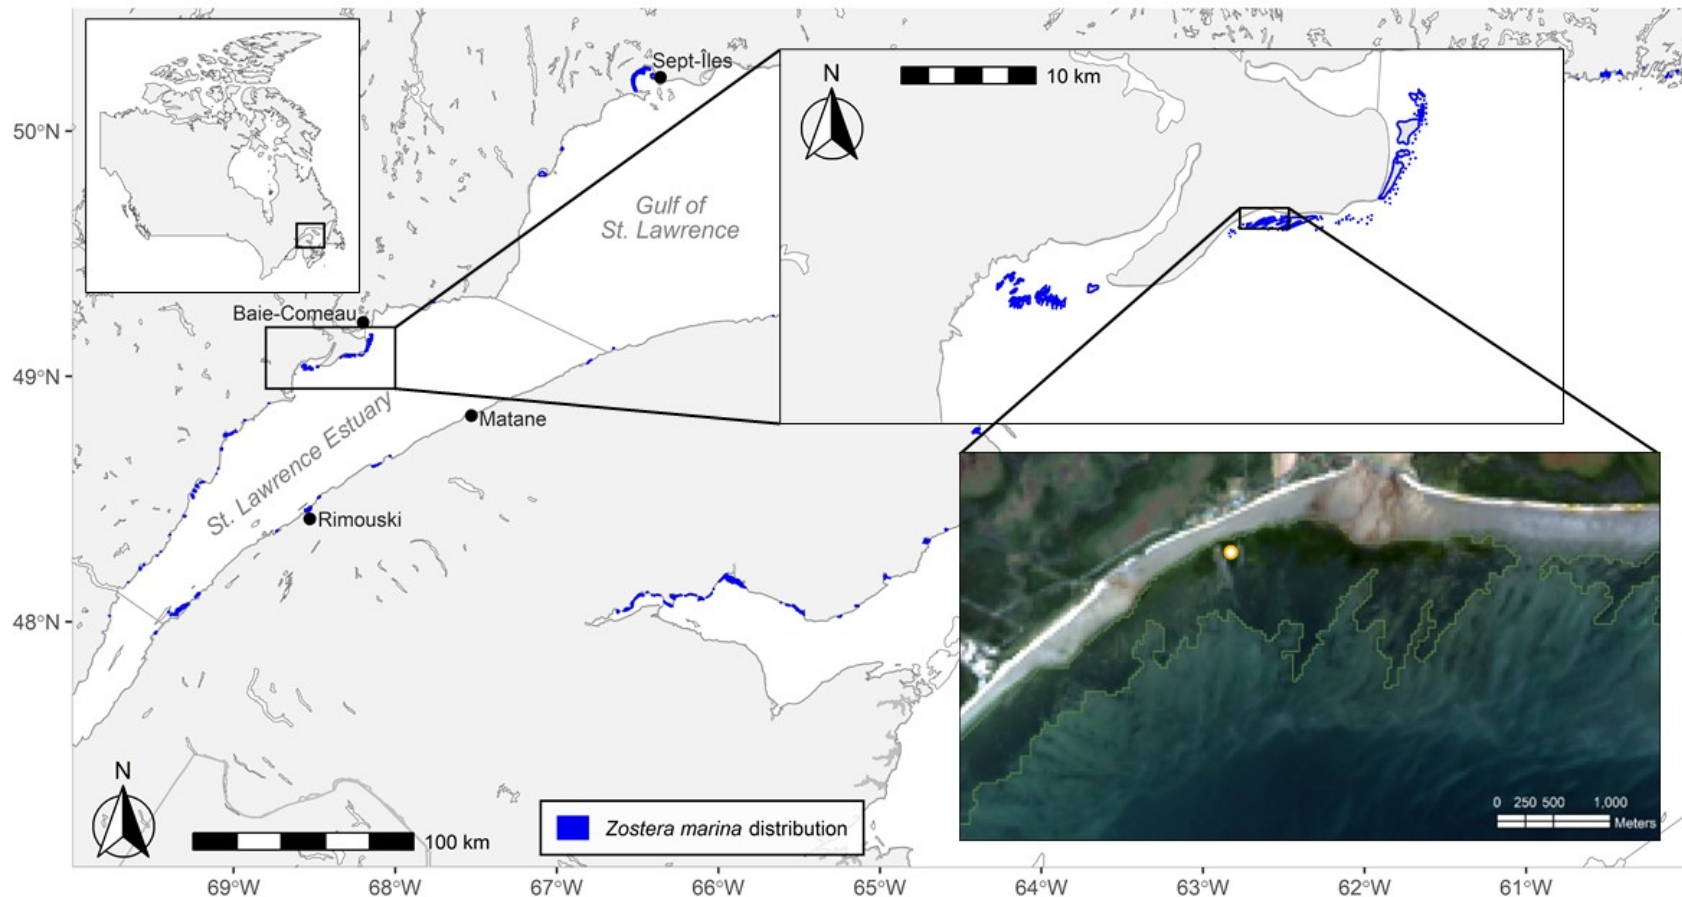 Sept-Îles
N
10 km
50°N
Gulf of
St. Lawrence
Baie-Comeau
49°N
Matane
St. Lawrence Estuary
Rimouski
48°N
N
100 km
Zostera marina distribution
0 250 500 1,000
Meters
69°W 68°W 67°W 66°W 65°W 64°W 63°W 62°W 61°W